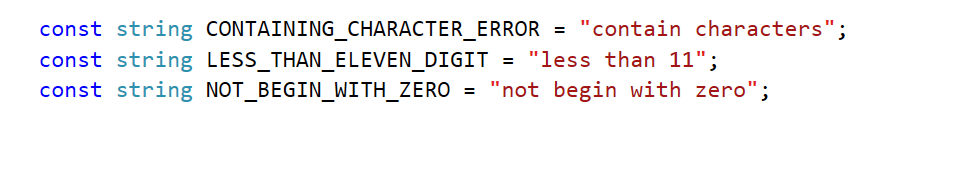 const string CONTAINING_CHARACTER_ERROR = "contain characters";
const string LESS_THAN_ELEVEN_DIGIT = "less than 11";
const string NOT_BEGIN_WITH_ZERO = "not begin with zero";